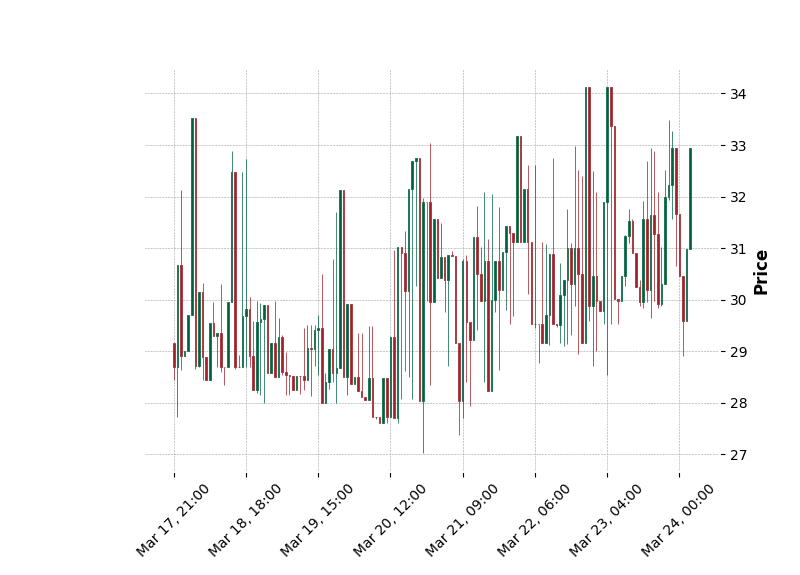 34
33
32
31
30
29
28
27
Price
Mar 17, 21:00
Mar 18, 18:00
Mar 19, 15:00
Mar 20, 12:00
Mar 21, 09:00
Mar 22, 06:00
Mar 23, 04:00
Mar 24, 00:00